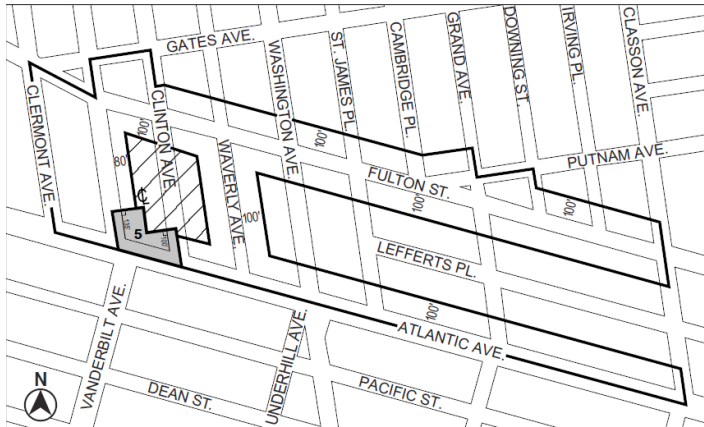 GATES AVE.
CLERMONT AVE.
CLINTON AVE.
WASHINGTON AVE.
ST. JAMES PL.
CAMBRIDGE PL.
GRAND AVE.
DOWNING ST.
IRVING PL.
CLASSON AVE.
100'
80'
℄
WAVERLY AVE.
100'
FULTON ST.
100'
PUTNAM AVE.
100'
100'
5
LEFFERTS PL.
100'
ATLANTIC AVE.
VANDERBILT AVE.
UNDERHILL AVE.
DEAN ST.
PACIFIC ST.
N